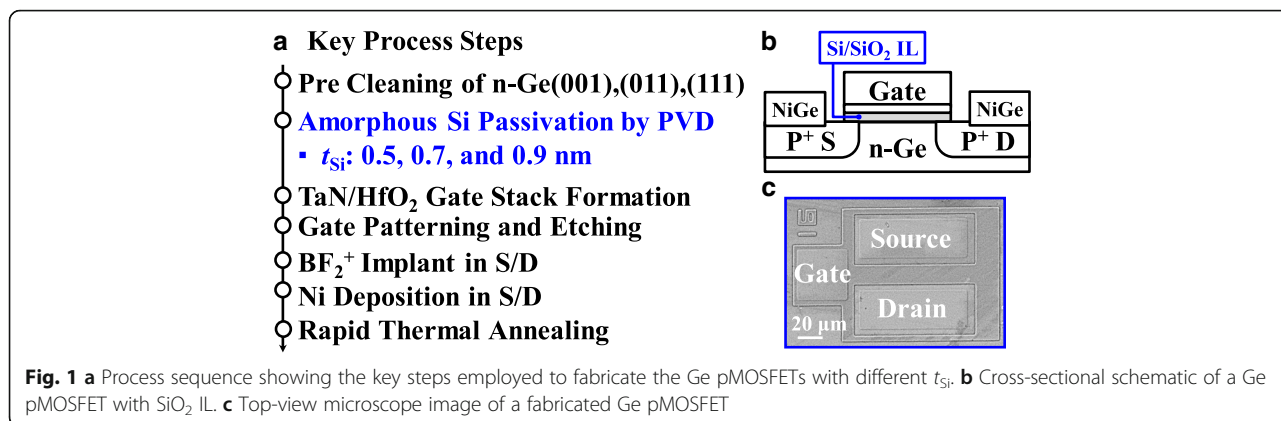 a Key Process Steps
Pre Cleaning of n-Ge(001),(011),(111)
Amorphous Si Passivation by PVD
▪ tSi: 0.5, 0.7, and 0.9 nm
TaN/HfO2 Gate Stack Formation
Gate Patterning and Etching
BF2+ Implant in S/D
Ni Deposition in S/D
Rapid Thermal Annealing
b
Si/SiO2 IL
Gate
NiGe
NiGe
P+ S
n-Ge
P+ D
c
Source
Gate
Drain
20 μm
Fig. 1 a Process sequence showing the key steps employed to fabricate the Ge pMOSFETs with different tSi. b Cross-sectional schematic of a Ge
pMOSFET with SiO2 IL. c Top-view microscope image of a fabricated Ge pMOSFET